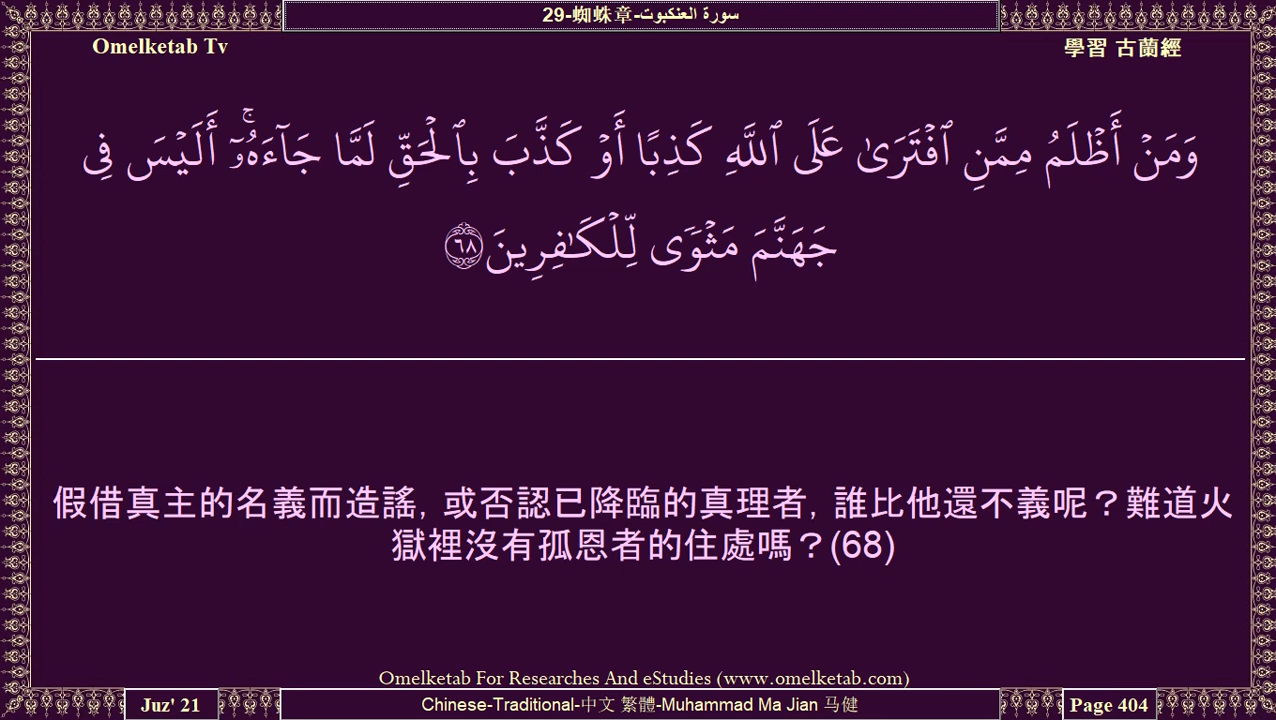 29-蜘蛛章-سورة العنكبوت
Omelketab Tv
學習 古蘭經
وَمَنۡ أَظۡلَمُ مِمَّنِ ٱفۡتَرَىٰ عَلَى ٱللَّهِ كَذِبًا أَوۡ كَذَّبَ بِٱلۡحَقِّ لَمَّا جَآءَهُۥٓۚ أَلَيۡسَ فِي
جَهَنَّمَ مَثۡوٗى لِّلۡكَٰفِرِينَ ٦٨
假借真主的名義而造謠, 或否認已降臨的真理者, 誰比他還不義呢？難道火
獄裡沒有孤恩者的住處嗎？(68)
Omelketab For Researches And eStudies (www.omelketab.com)
Juz' 21
Chinese-Traditional-中文 繁體-Muhammad Ma Jian 马健
Page 404